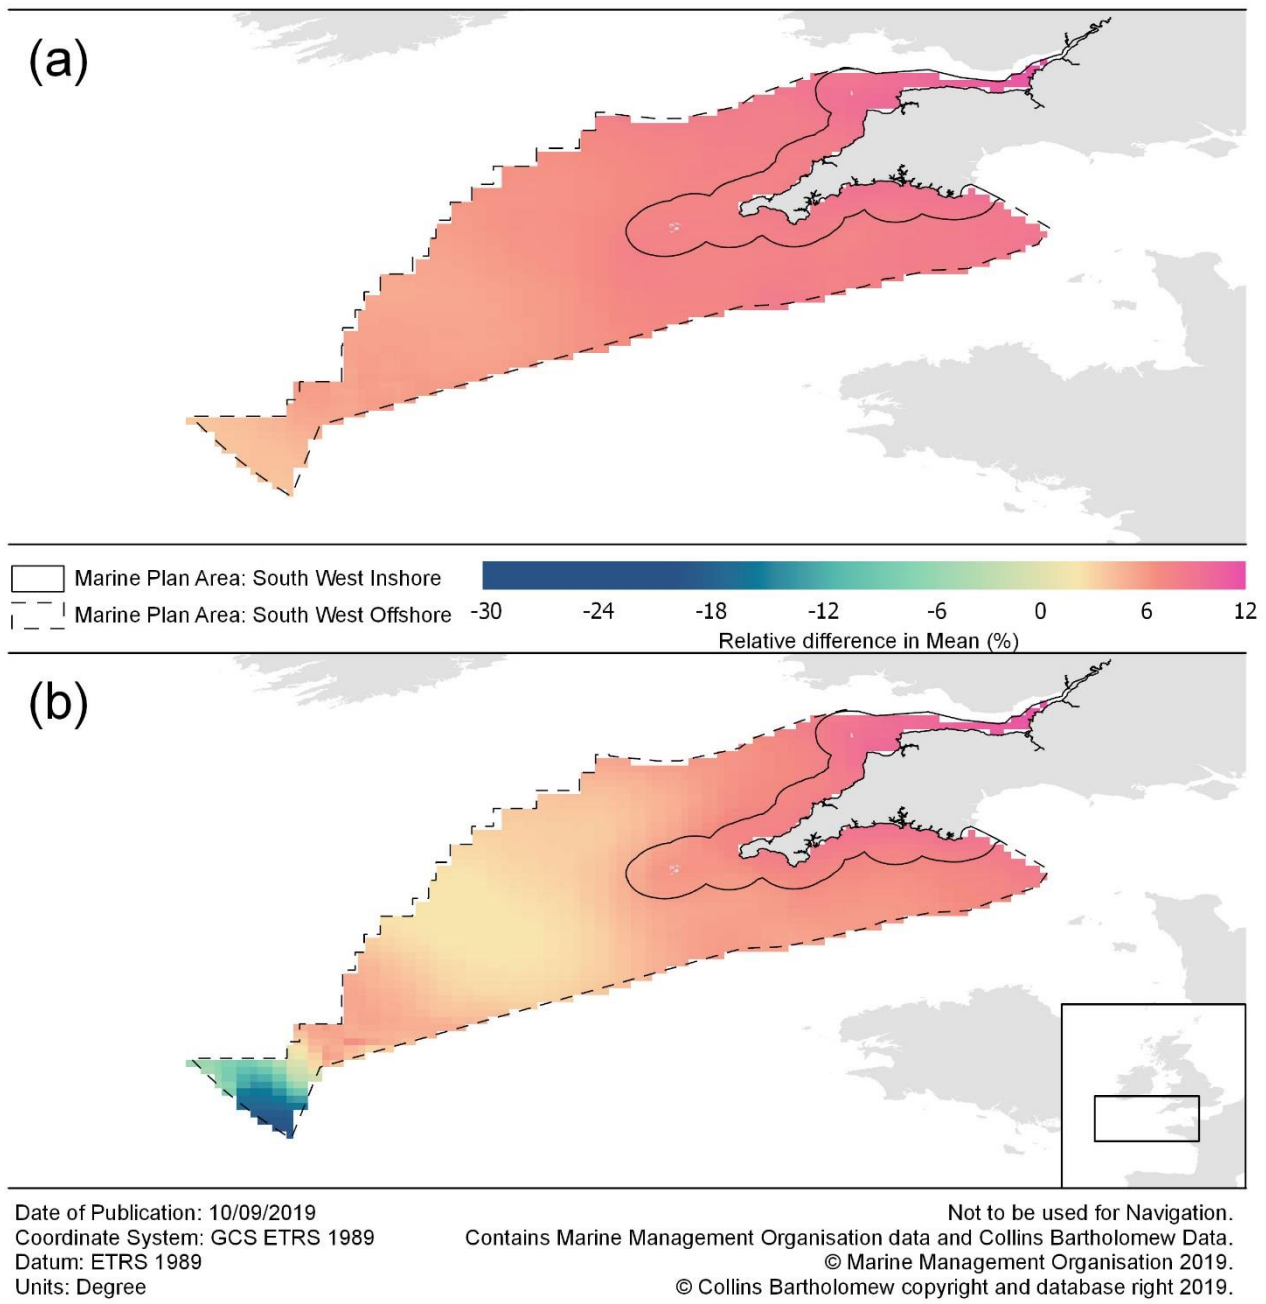 (a)
Marine Plan Area: South West Inshore
Marine Plan Area: South West Offshore
-30 -24 -18 -12 -6 0 6 12
Relative difference in Mean (%)
(b)
Date of Publication: 10/09/2019
Coordinate System: GCS ETRS 1989
Datum: ETRS 1989
Units: Degree
Not to be used for Navigation.
Contains Marine Management Organisation data and Collins Bartholomew Data.
© Marine Management Organisation 2019.
© Collins Bartholomew copyright and database right 2019.